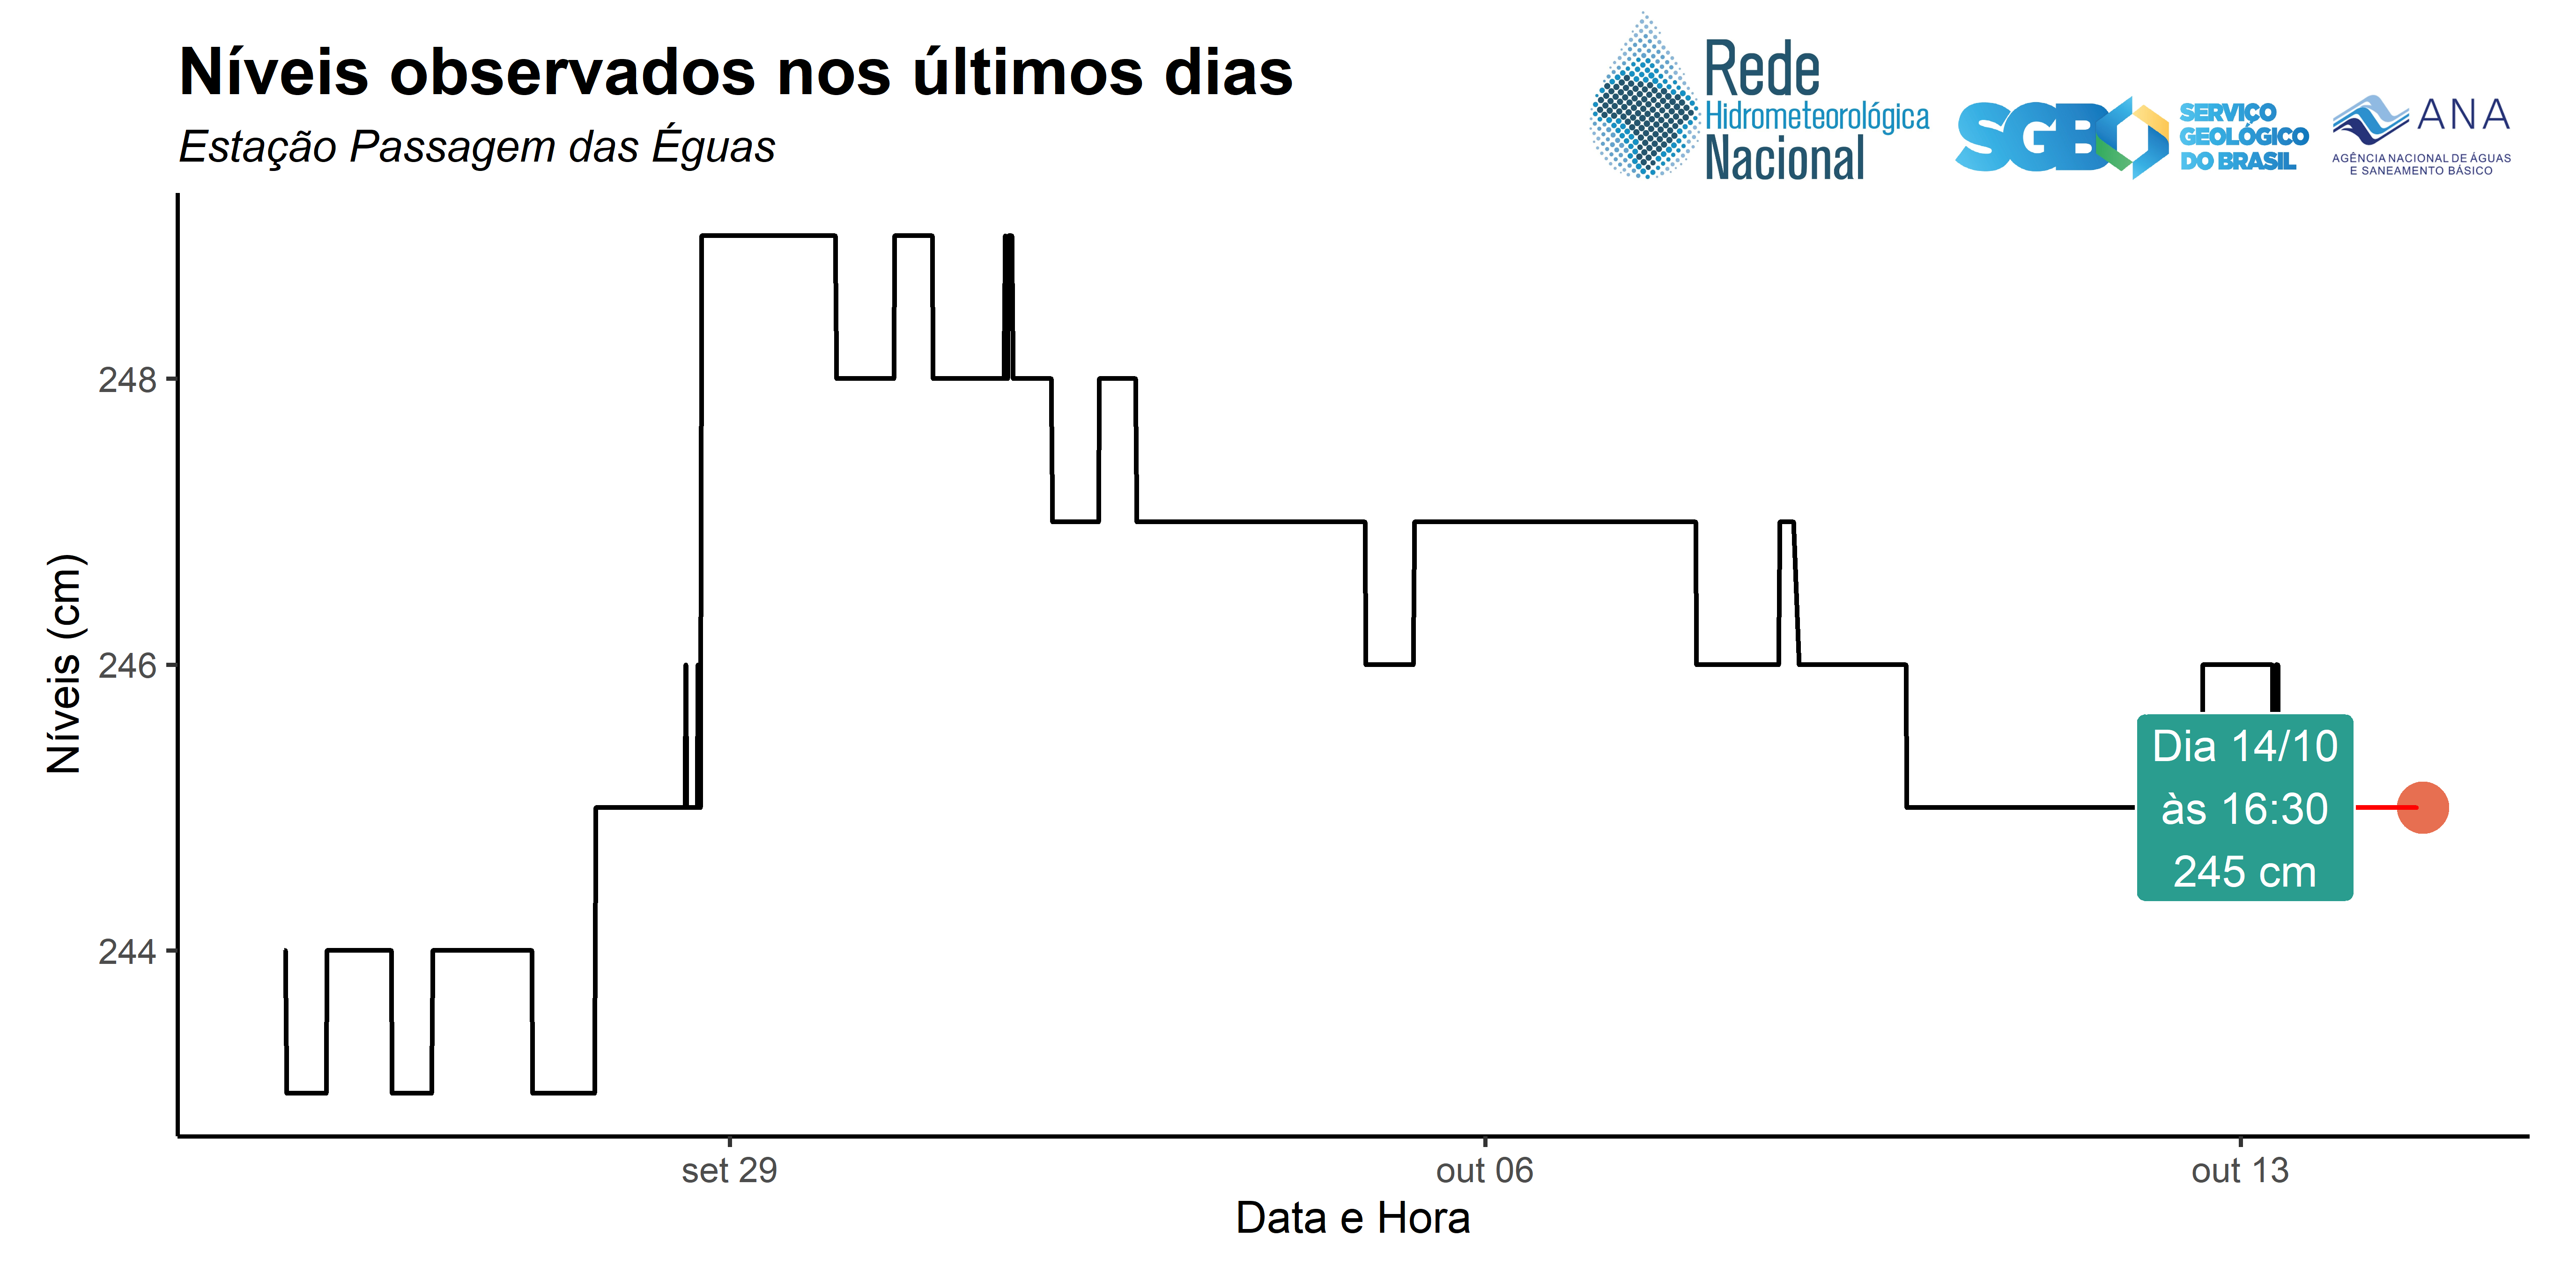 Níveis observados nos últimos dias
Estação Passagem das Éguas
Rede
Hidrometeorológica
Nacional
SGB
SERVIÇO
GEOLÓGICO
DO BRASIL
ANA
AGÊNCIA NACIONAL DE ÁGUAS
E SANEAMENTO BÁSICO
Níveis (cm)
248
246
244
Dia 14/10
às 16:30
245 cm
set 29
out 06
out 13
Data e Hora